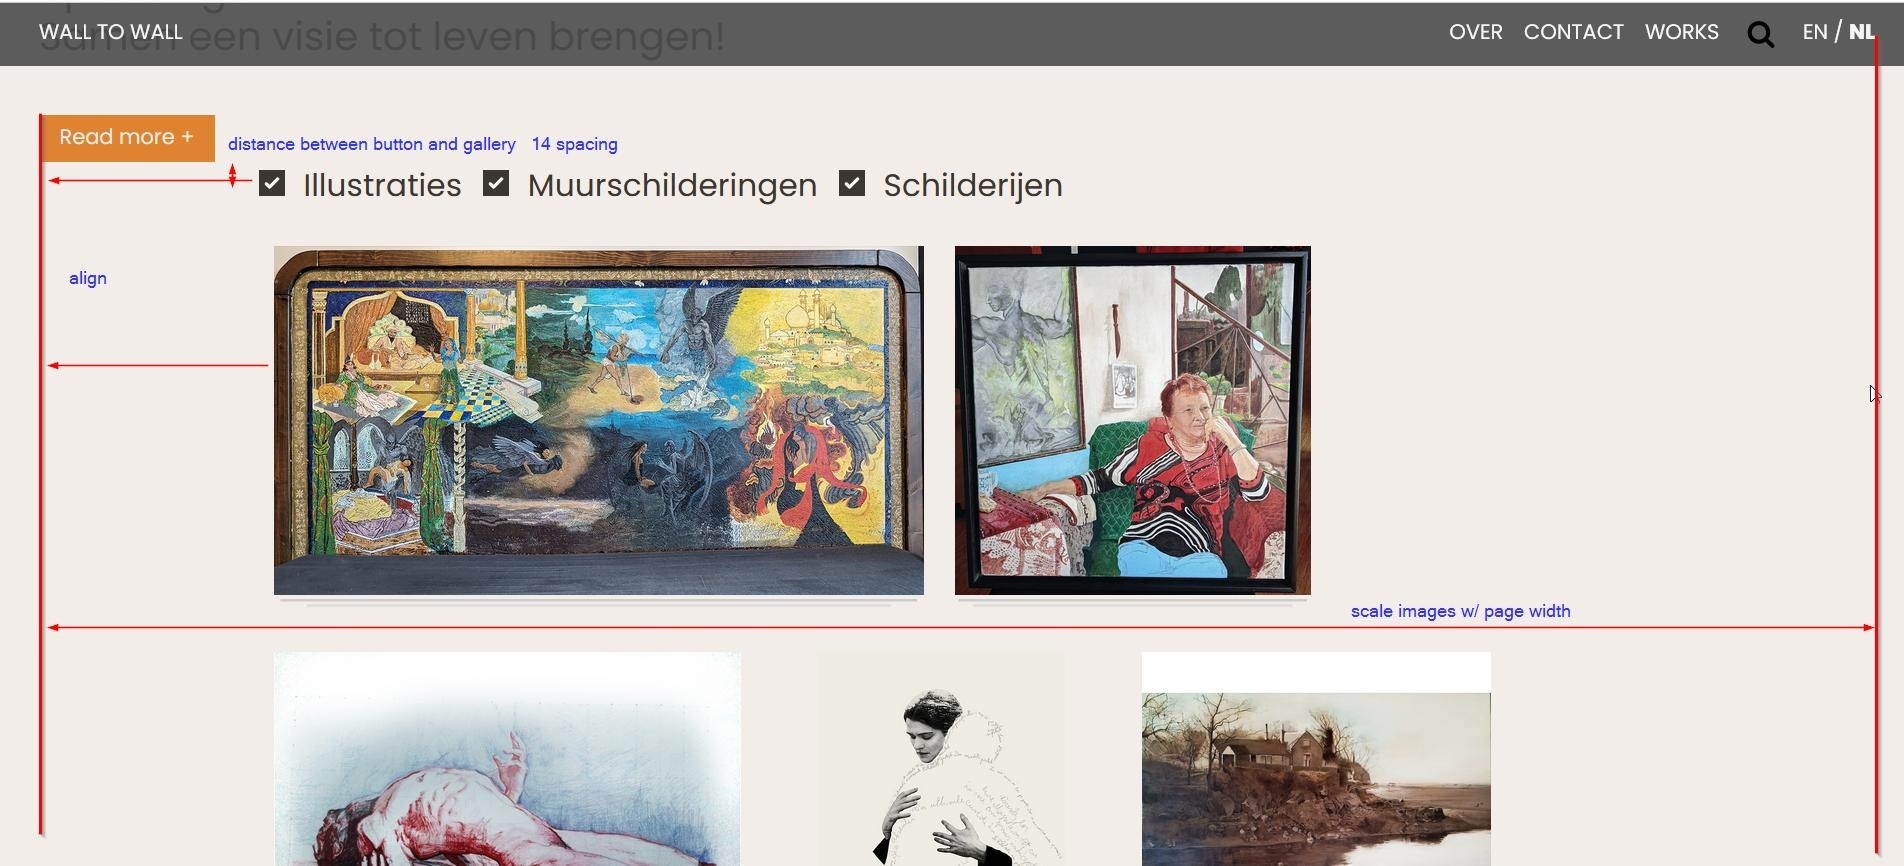 Samen een visie tot leven brengen!
WALL TO WALL
OVER CONTACT WORKS EN / NL
Read more +
distance between button and gallery 14 spacing
Illustraties Muurschilderingen Schilderijen
align
scale images w/ page width